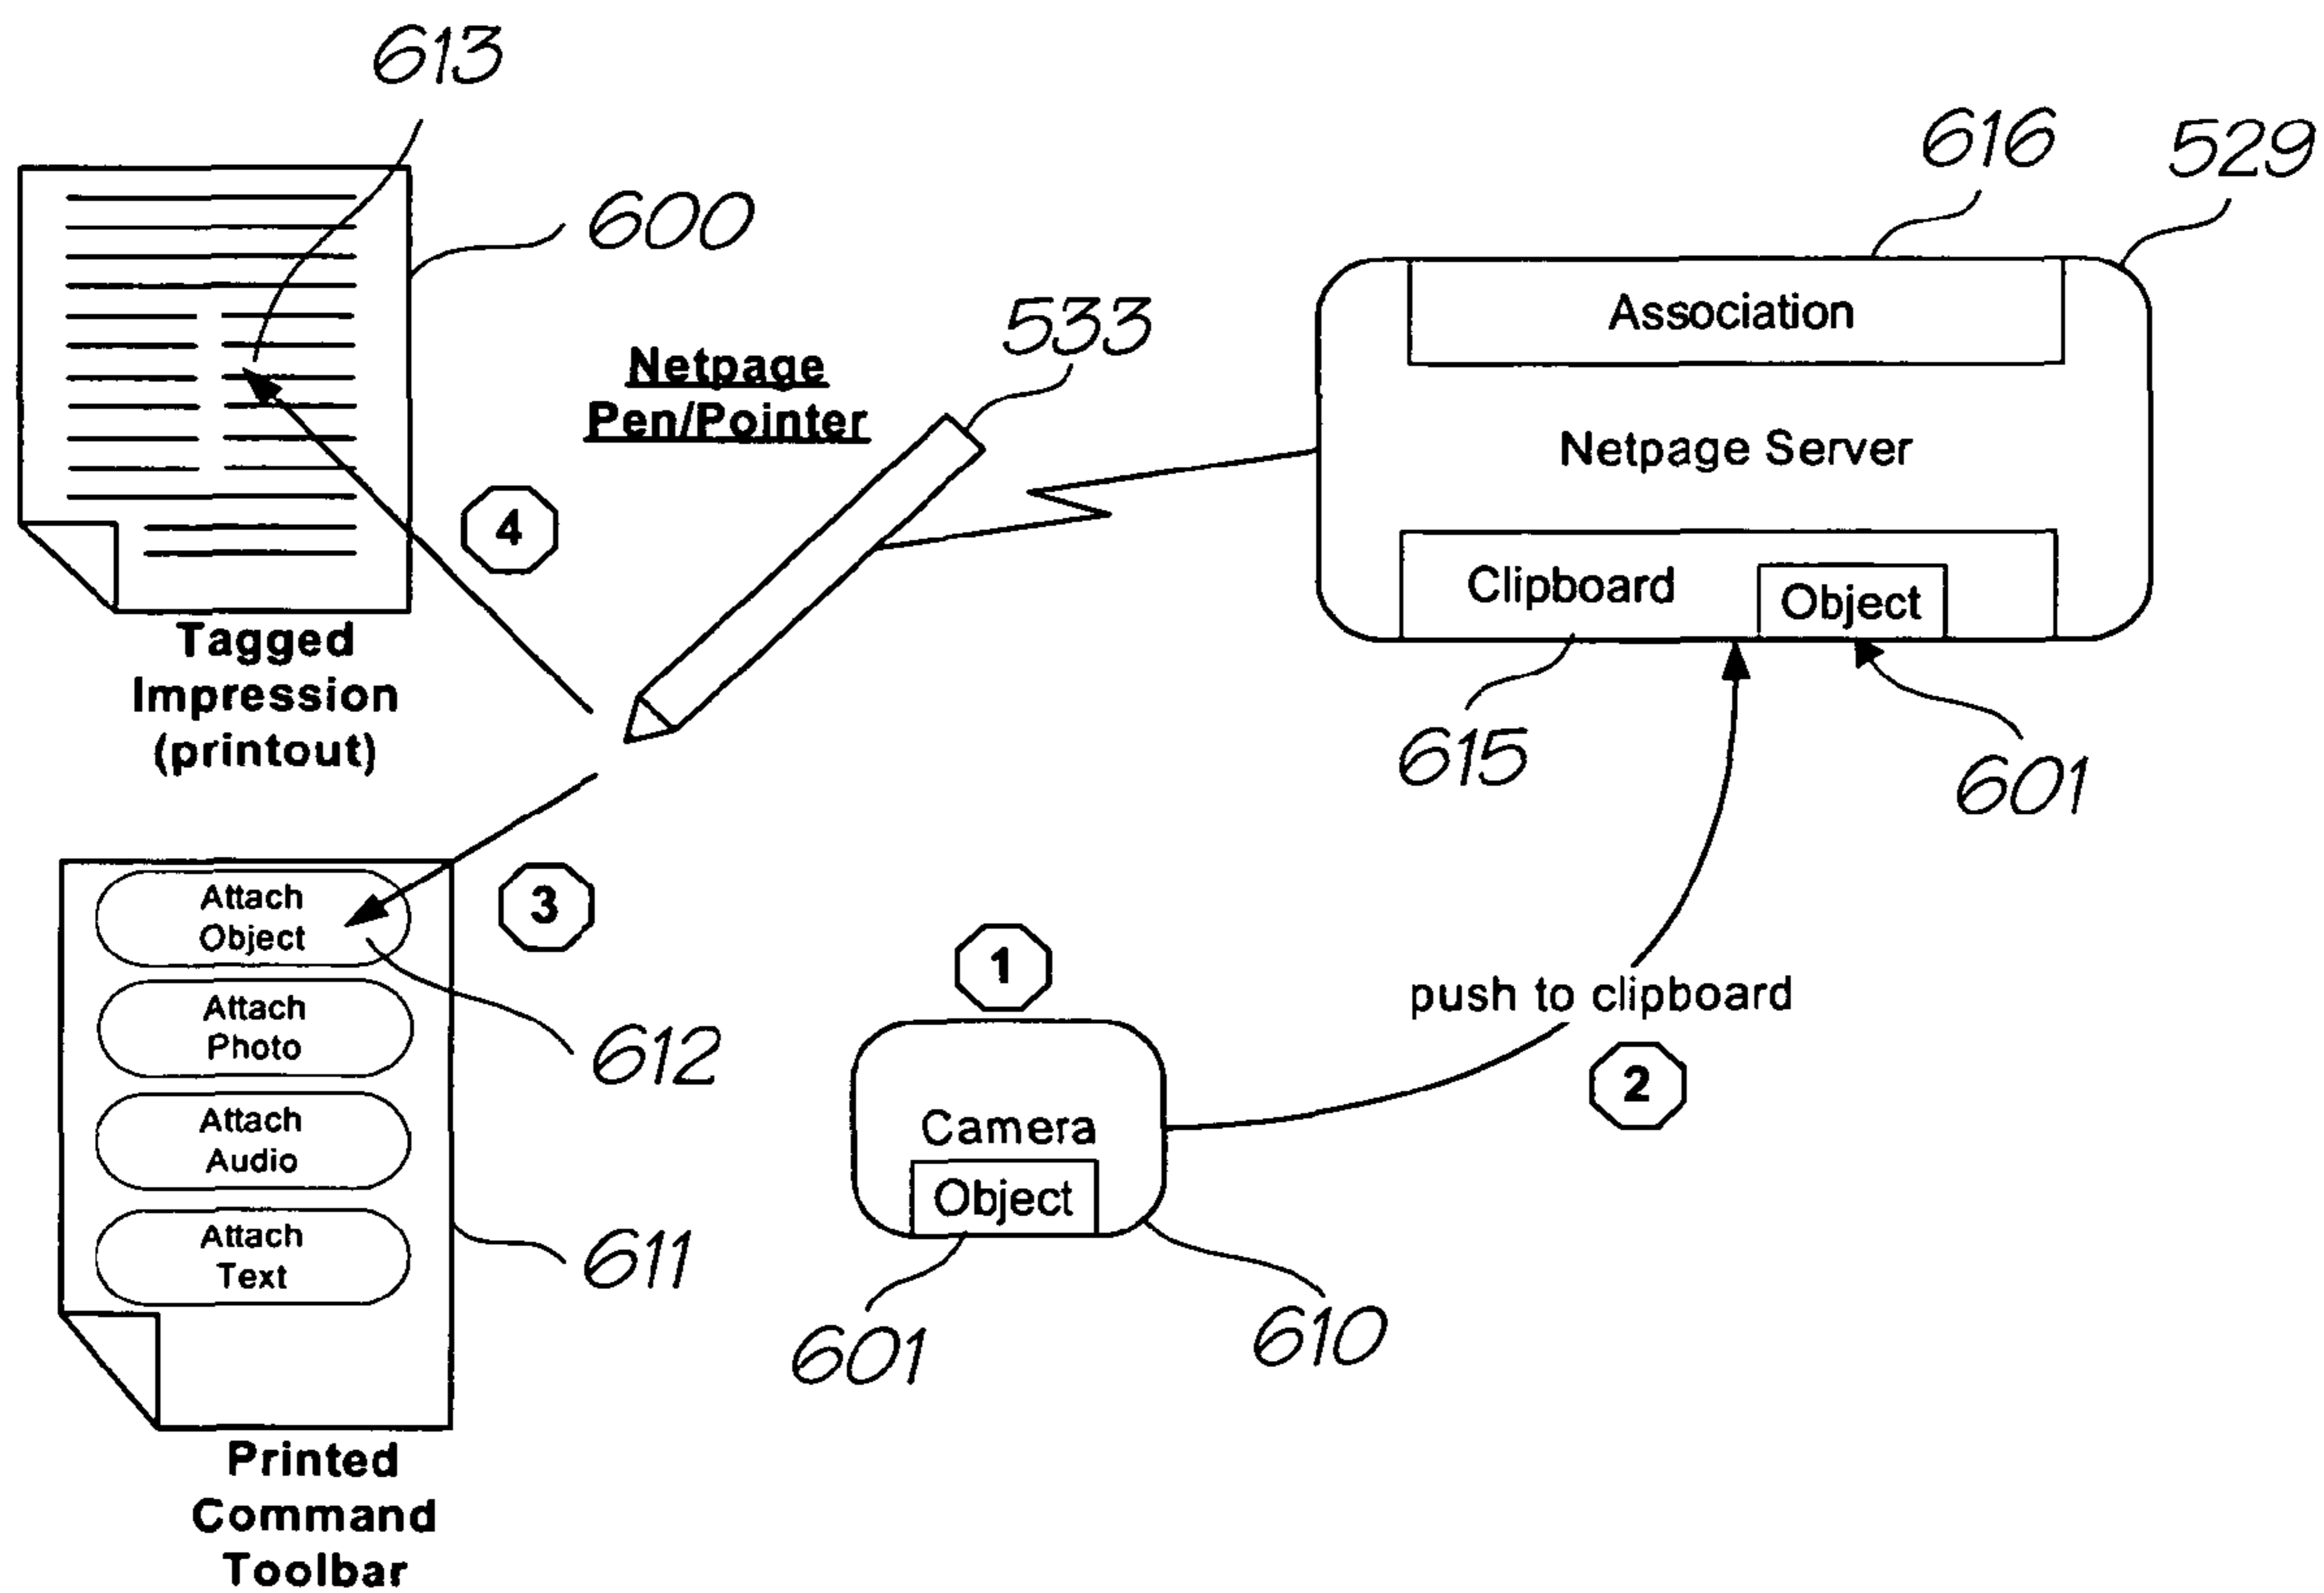 613
616
529
600
533
Association
Netpage
Pen/Pointer
Netpage Server
4
Clipboard
Object
Tagged
Impression
(printout)
615
601
3
Attach
Object
Attach
Photo
Attach
Audio
Attach
Text
612
611
1
push to clipboard
2
Camera
Object
601
610
Printed
Command
Toolbar